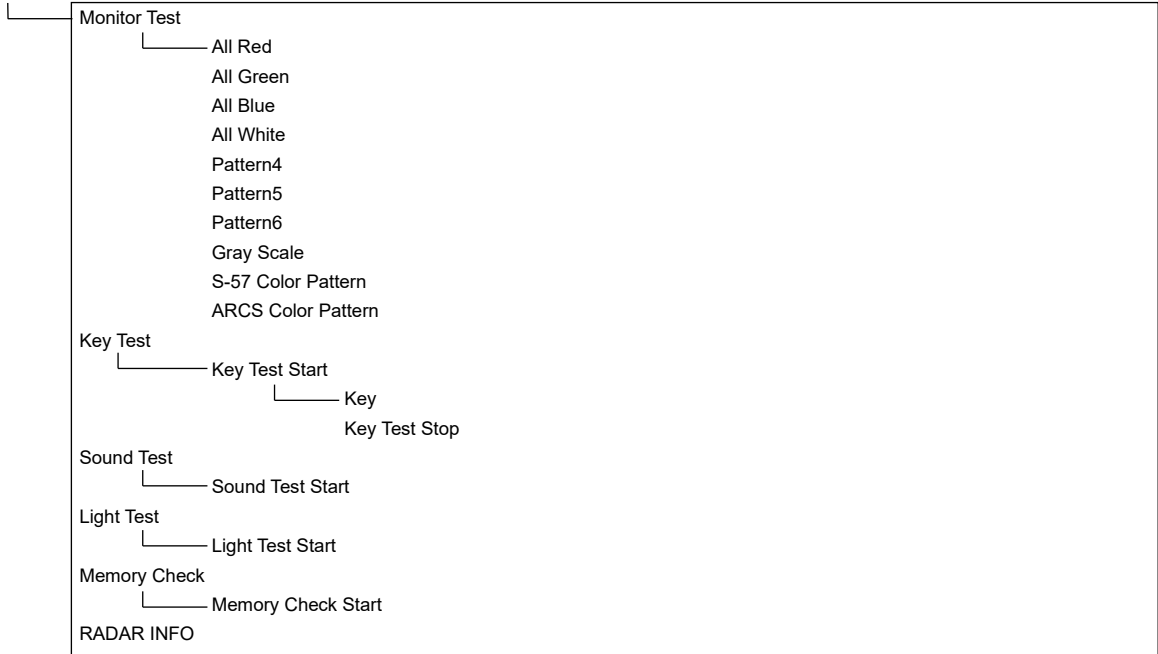 Monitor Test
All Red
All Green
All Blue
All White
Pattern4
Pattern5
Pattern6
Gray Scale
S-57 Color Pattern
ARCS Color Pattern
Key Test
Key Test Start
Key
Key Test Stop
Sound Test
Sound Test Start
Light Test
Light Test Start
Memory Check
Memory Check Start
RADAR INFO